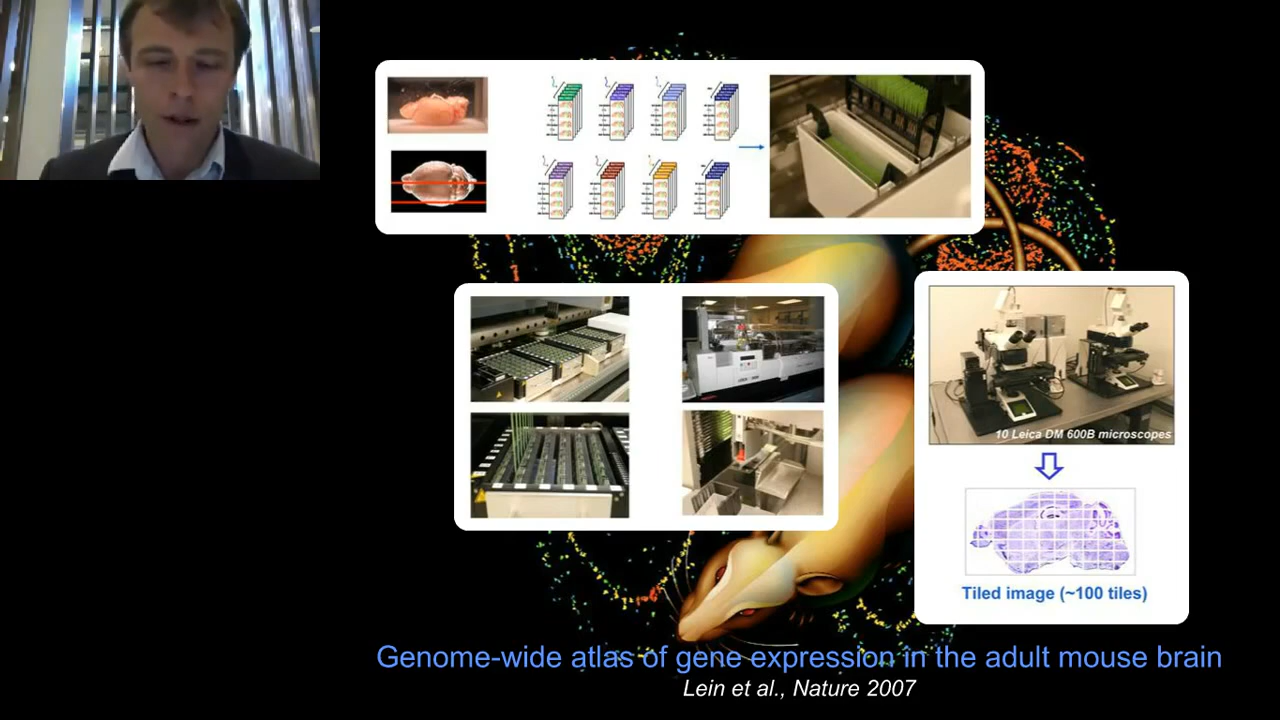 10 Leica DM 600B microscopes
Tiled image (~100 tiles)
Genome-wide atlas of gene expression in the adult mouse brain
Lein et al., Nature 2007